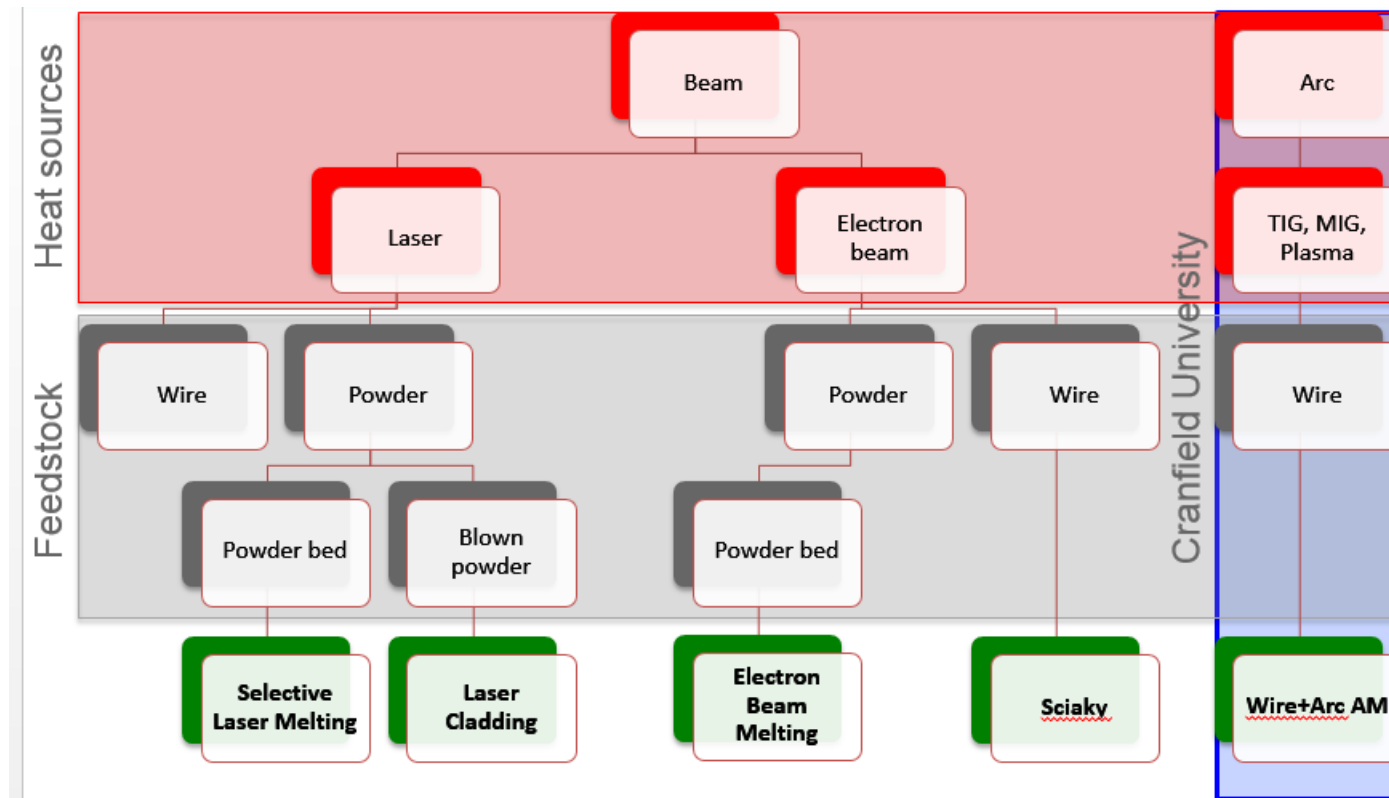 Heat sources
Beam
Arc
Laser
Electron
beam
TIG, MIG,
Plasma
Cranfield University
Feedstock
Wire
Powder
Powder
Wire
Wire
Powder bed
Blown
powder
Powder bed
Selective
Laser Melting
Laser
Cladding
Electron
Beam
Melting
Sciaky
Wire+Arc AM